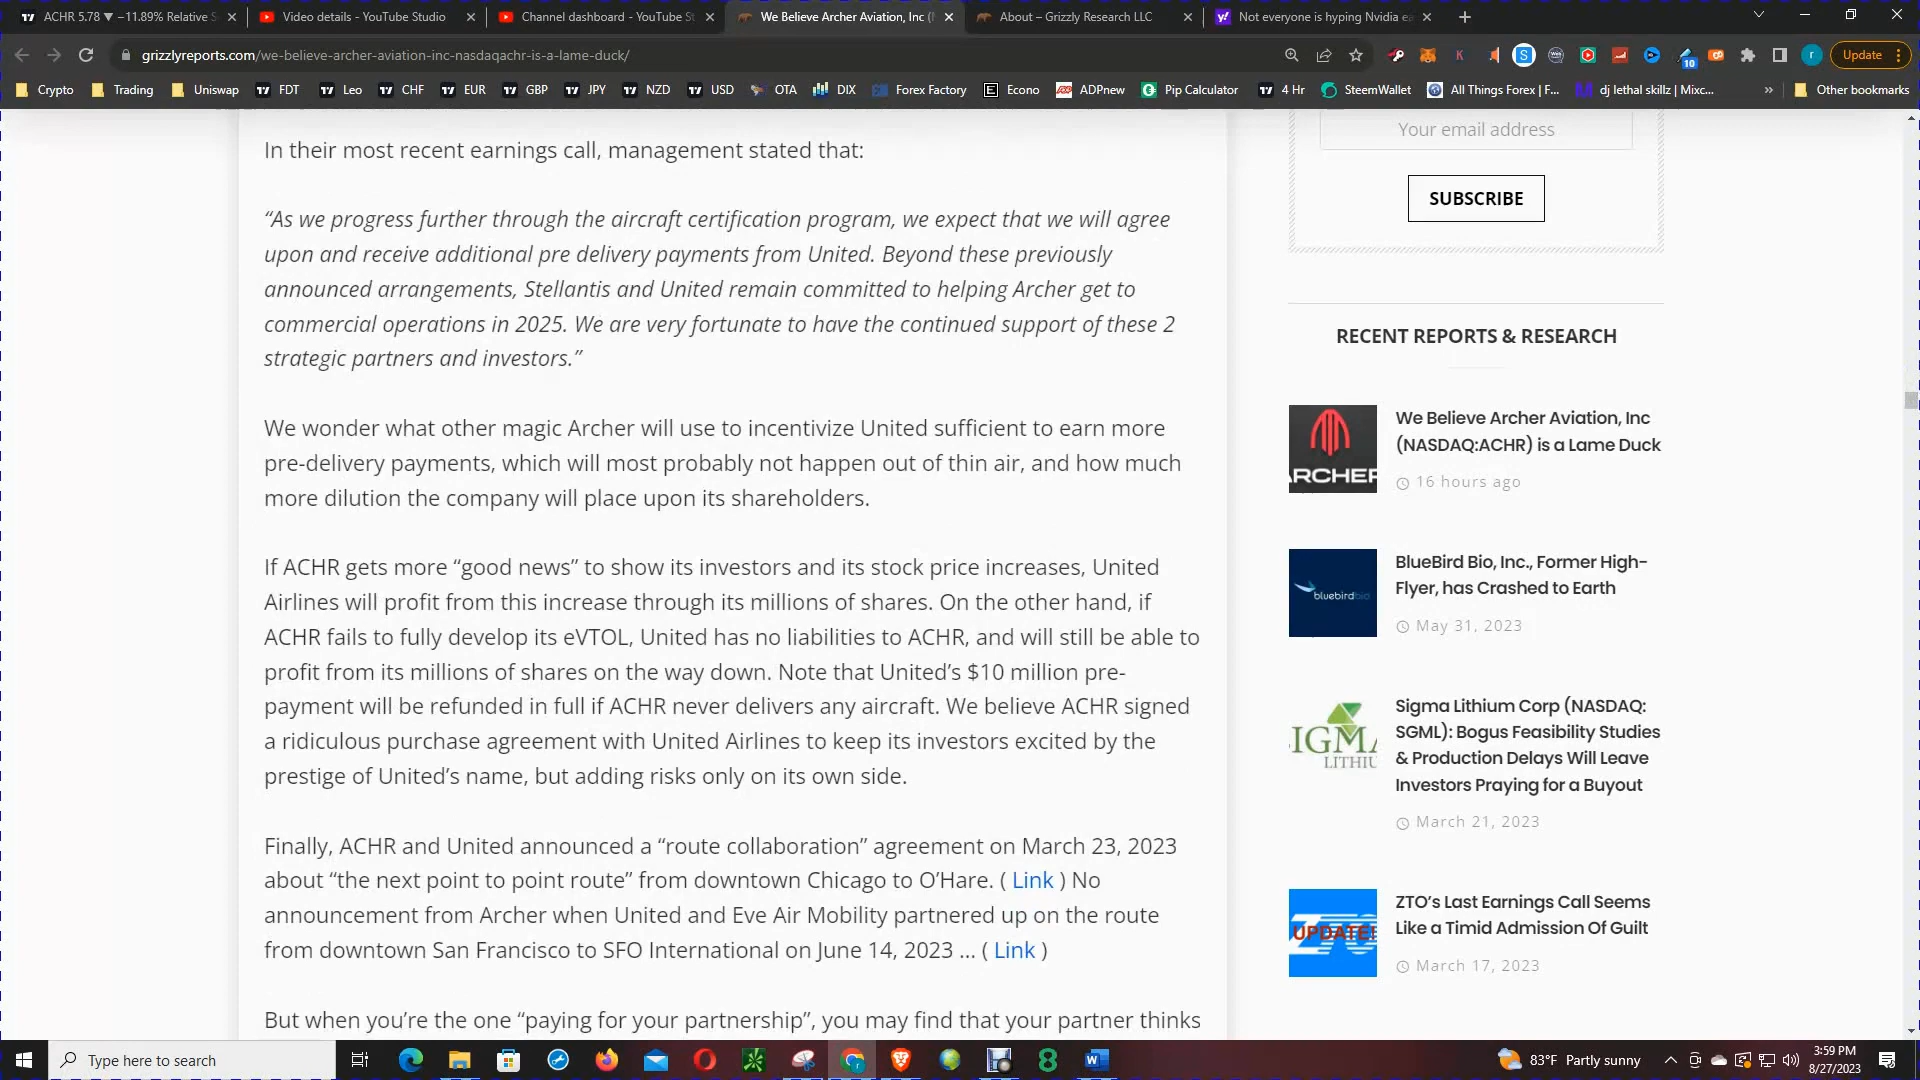 ACHR 5.78 ▼ −11.89% Relative S
Video details - YouTube Studio
Channel dashboard - YouTube St
We Believe Archer Aviation, Inc (N
About – Grizzly Research LLC
Not everyone is hyping Nvidia ea
grizzlyreports.com/we-believe-archer-aviation-inc-nasdaqachr-is-a-lame-duck/
10
r
Update
Crypto
Trading
Uniswap
FDT
Leo
CHF
EUR
GBP
JPY
NZD
USD
OTA
DIX
Forex Factory
Econo
ADPnew
Pip Calculator
4 Hr
SteemWallet
All Things Forex | F...
dj lethal skillz | Mixc...
»
Other bookmarks
In their most recent earnings call, management stated that:
“As we progress further through the aircraft certification program, we expect that we will agree
upon and receive additional pre delivery payments from United. Beyond these previously
announced arrangements, Stellantis and United remain committed to helping Archer get to
commercial operations in 2025. We are very fortunate to have the continued support of these 2
strategic partners and investors.”
We wonder what other magic Archer will use to incentivize United sufficient to earn more
pre-delivery payments, which will most probably not happen out of thin air, and how much
more dilution the company will place upon its shareholders.
If ACHR gets more “good news” to show its investors and its stock price increases, United
Airlines will profit from this increase through its millions of shares. On the other hand, if
ACHR fails to fully develop its eVTOL, United has no liabilities to ACHR, and will still be able to
profit from its millions of shares on the way down. Note that United’s $10 million pre-
payment will be refunded in full if ACHR never delivers any aircraft. We believe ACHR signed
a ridiculous purchase agreement with United Airlines to keep its investors excited by the
prestige of United’s name, but adding risks only on its own side.
Finally, ACHR and United announced a “route collaboration” agreement on March 23, 2023
about “the next point to point route” from downtown Chicago to O’Hare. ( Link ) No
announcement from Archer when United and Eve Air Mobility partnered up on the route
from downtown San Francisco to SFO International on June 14, 2023 … ( Link )
But when you’re the one “paying for your partnership”, you may find that your partner thinks
Your email address
SUBSCRIBE
RECENT REPORTS & RESEARCH
ARCHER
We Believe Archer Aviation, Inc
(NASDAQ:ACHR) is a Lame Duck
16 hours ago
bluebirdbio
BlueBird Bio, Inc., Former High-
Flyer, has Crashed to Earth
May 31, 2023
IGMA
LITHIU
Sigma Lithium Corp (NASDAQ:
SGML): Bogus Feasibility Studies
& Production Delays Will Leave
Investors Praying for a Buyout
March 21, 2023
UPDATE!
ZTO’s Last Earnings Call Seems
Like a Timid Admission Of Guilt
March 17, 2023
Type here to search
83°F Partly sunny
3:59 PM
8/27/2023